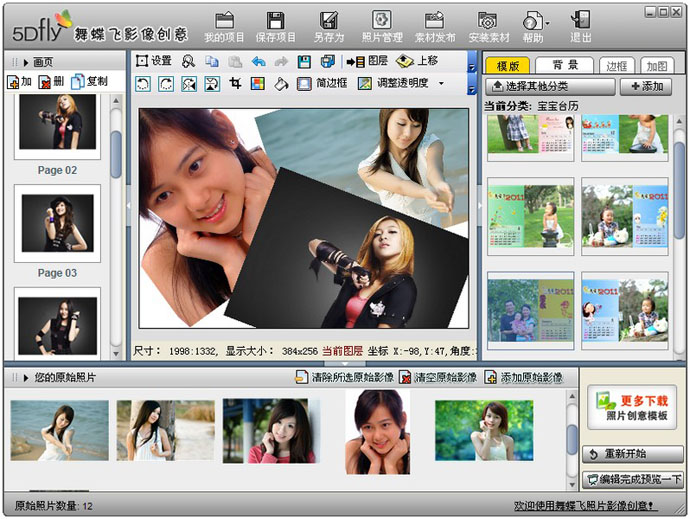 5Dfly 舞蝶飞影像创意
我的项目 保存项目 另存为 照片管理 素材发布 安装素材 帮助 退出
画页
加 删 复制
Page 02
Page 03
设置 图层 上移
简边框 调整透明度
尺寸: 1998:1332, 显示大小: 384x256 当前图层 坐标 X:-98,Y:47,角度:
模版 背景 边框 加图
选择其他分类 添加
当前分类: 宝宝台历
2011
2011
2011
2011
您的原始照片 清除所选原始影像 清空原始影像 添加原始影像
更多下载
照片创意模板
重新开始
编辑完成预览一下
原始照片数量: 12
欢迎使用舞蝶飞照片影像创意!